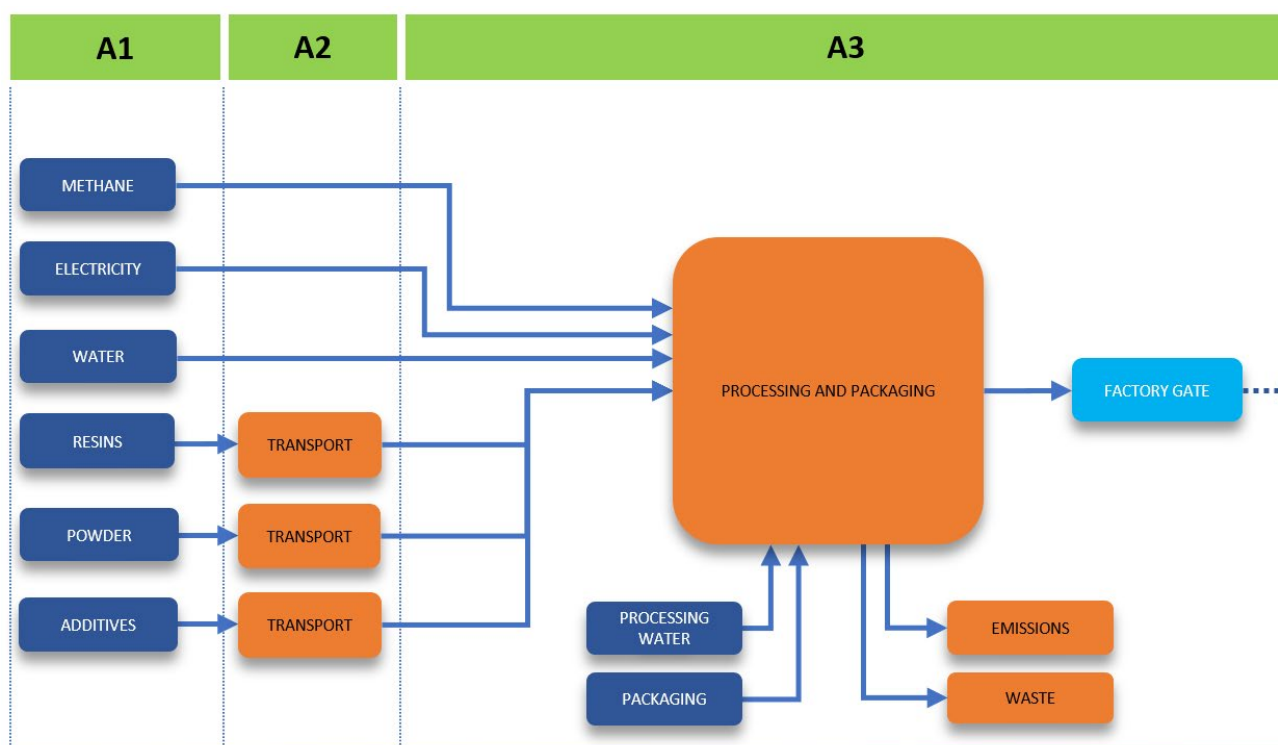 A1
A2
A3
METHANE
ELECTRICITY
WATER
RESINS
POWDER
ADDITIVES
TRANSPORT
TRANSPORT
TRANSPORT
PROCESSING AND PACKAGING
FACTORY GATE
PROCESSING
WATER
PACKAGING
EMISSIONS
WASTE